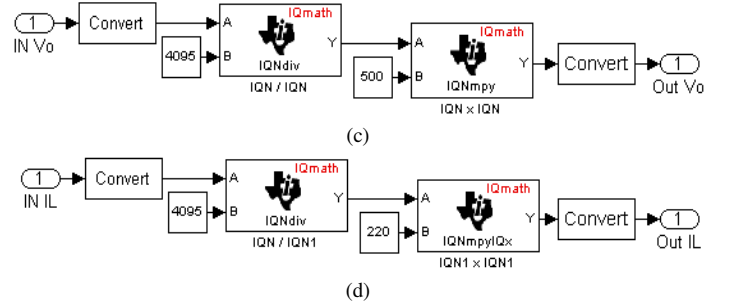 1
IN Vo
Convert
4095
A
B
IQmath
IQNdiv
Y
IQN / IQN
500
A
B
IQmath
IQNmpy
Y
IQN x IQN
Convert
1
Out Vo
(c)
1
IN IL
Convert
4095
A
B
IQmath
IQNdiv
Y
IQN / IQN1
220
A
B
IQmath
IQNmpyIQx
Y
IQN1 x IQN1
Convert
1
Out IL
(d)